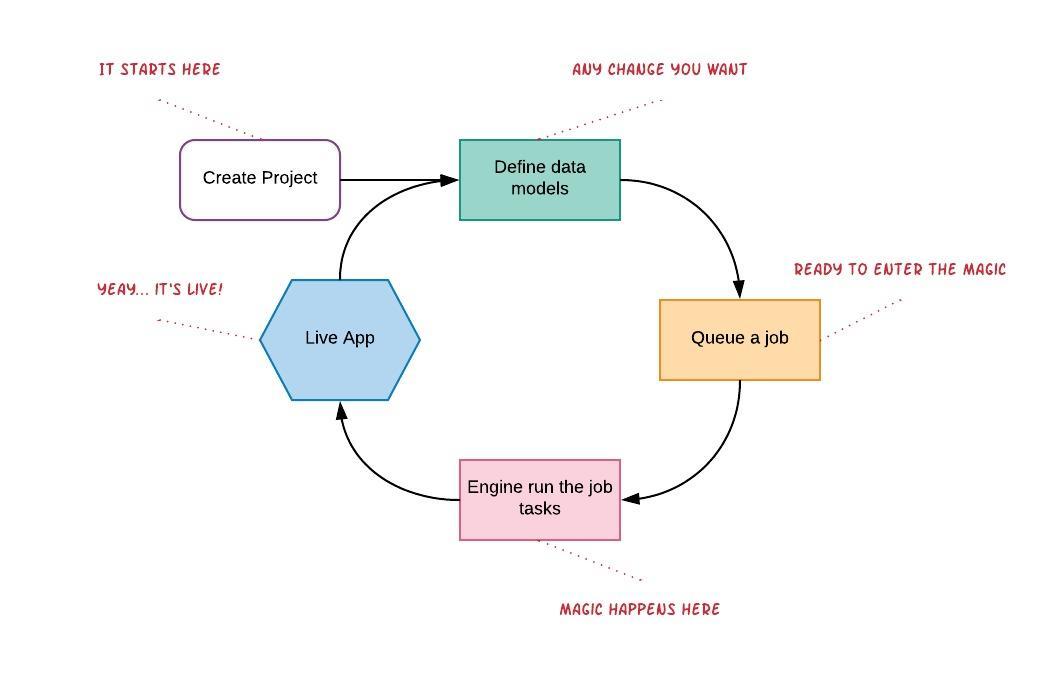 IT STARTS HERE
ANY CHANGE YOU WANT
Create Project
Define data
models
READY TO ENTER THE MAGIC
YEAY... IT'S LIVE!
Live App
Queue a job
Engine run the job
tasks
MAGIC HAPPENS HERE